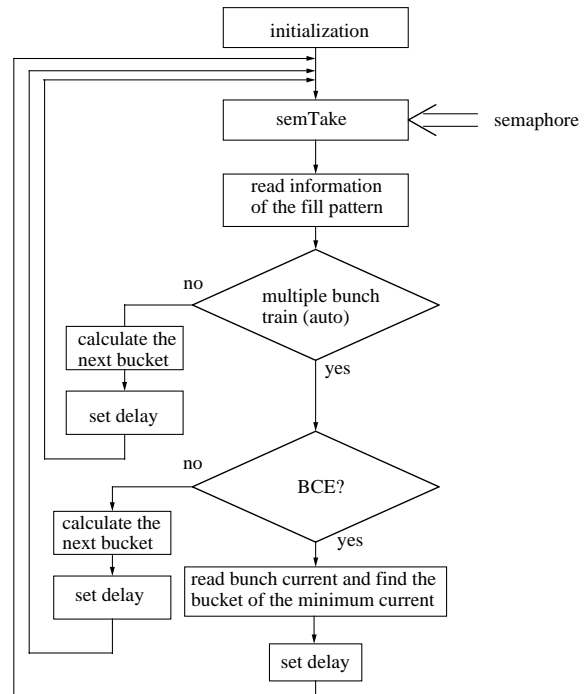 initialization
semTake
semaphore
read information
of the fill pattern
no
multiple bunch
train (auto)
calculate the
next bucket
yes
set delay
no
BCE?
calculate the
next bucket
yes
read bunch current and find the
bucket of the minimum current
set delay
set delay